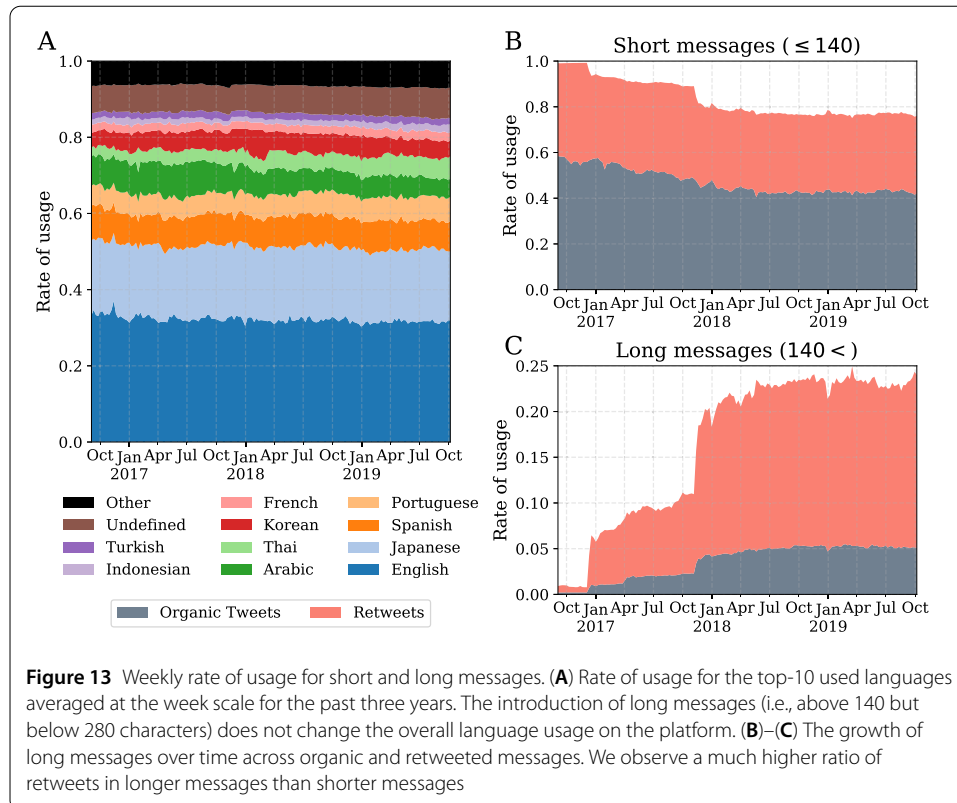 A
Rate of usage
1.0
0.8
0.6
0.4
0.2
0.0
Oct Jan Apr Jul Oct Jan Apr Jul Oct Jan Apr Jul Oct
2017 2018 2019
Other French Portuguese
Undefined Korean Spanish
Turkish Thai Japanese
Indonesian Arabic English
Organic Tweets Retweets
B
Short messages (≤140)
Rate of usage
1.0
0.8
0.6
0.4
0.2
0.0
Oct Jan Apr Jul Oct Jan Apr Jul Oct Jan Apr Jul Oct
2017 2018 2019
C
Long messages (140<)
Rate of usage
0.25
0.20
0.15
0.10
0.05
0.00
Oct Jan Apr Jul Oct Jan Apr Jul Oct Jan Apr Jul Oct
2017 2018 2019
Figure 13 Weekly rate of usage for short and long messages. (A) Rate of usage for the top-10 used languages
averaged at the week scale for the past three years. The introduction of long messages (i.e., above 140 but
below 280 characters) does not change the overall language usage on the platform. (B)–(C) The growth of
long messages over time across organic and retweeted messages. We observe a much higher ratio of
retweets in longer messages than shorter messages